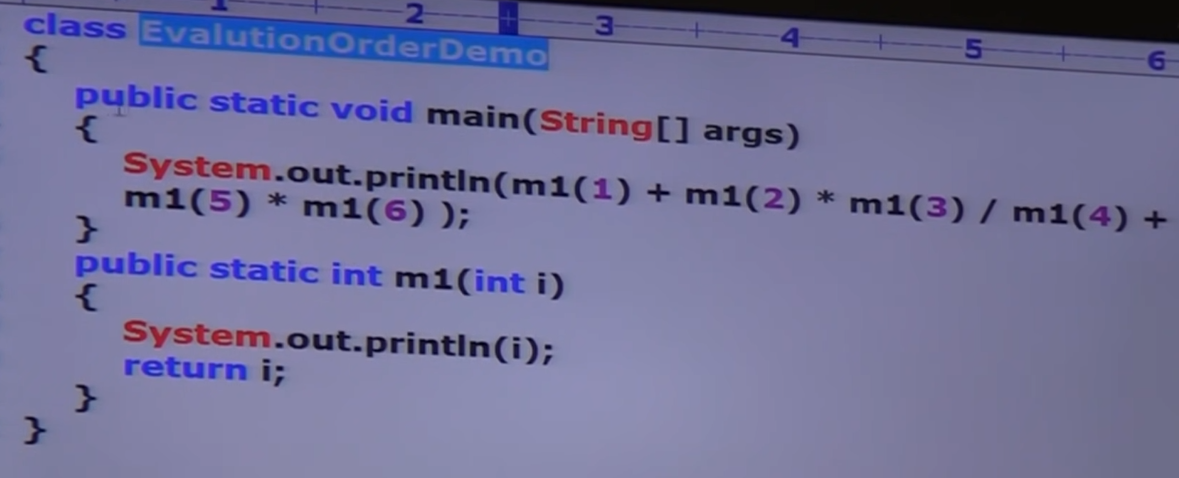 1 2 3 4 5 6
class EvalutionOrderDemo
{
public static void main(String[] args)
{
System.out.println(m1(1) + m1(2) * m1(3) / m1(4) +
m1(5) * m1(6) );
}
public static int m1(int i)
{
System.out.println(i);
return i;
}
}